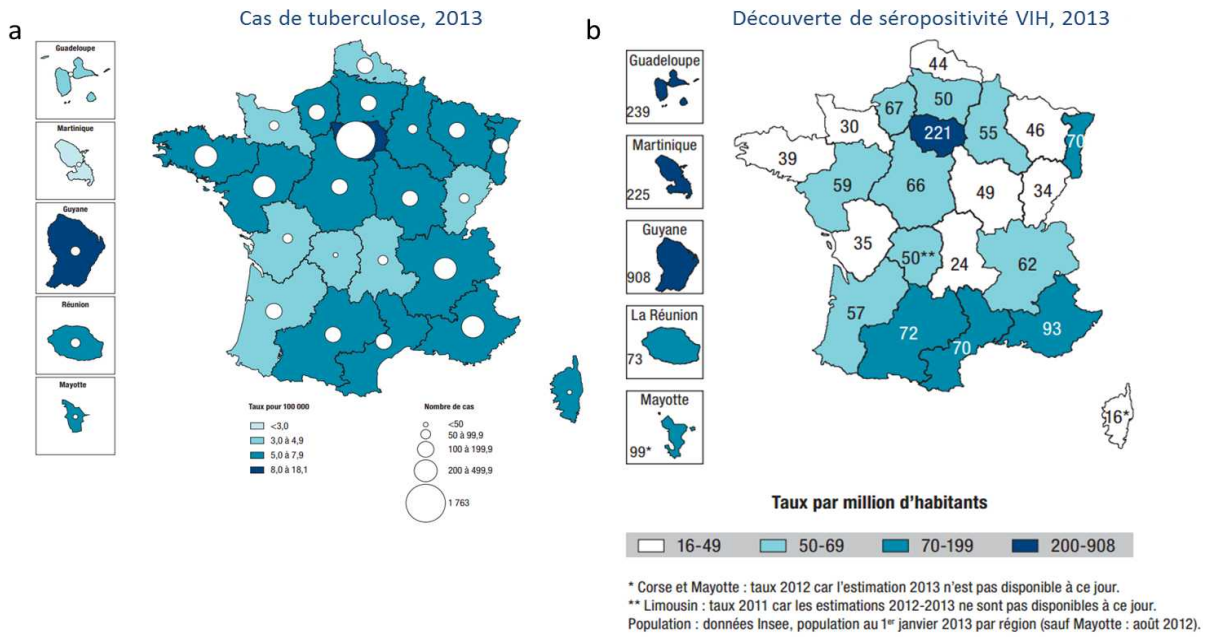 a
Cas de tuberculose, 2013
Guadeloupe
Martinique
Guyane
Réunion
Mayotte
Taux pour 100 000
<3,0
3,0 à 4,9
5,0 à 7,9
8,0 à 18,1
Nombre de cas
<50
50 à 99,9
100 à 199,9
200 à 499,9
1 763
b
Découverte de séropositivité VIH, 2013
Guadeloupe
239
Martinique
225
Guyane
908
La Réunion
73
Mayotte
99*
44
50
67
30
221
55
46
70
39
59
66
49
34
35
50**
24
62
57
72
70
93
16*
Taux par million d'habitants
16-49
50-69
70-199
200-908
* Corse et Mayotte : taux 2012 car l'estimation 2013 n'est pas disponible à ce jour.
** Limousin : taux 2011 car les estimations 2012-2013 ne sont pas disponibles à ce jour.
Population : données Insee, population au 1er janvier 2013 par région (sauf Mayotte : août 2012).